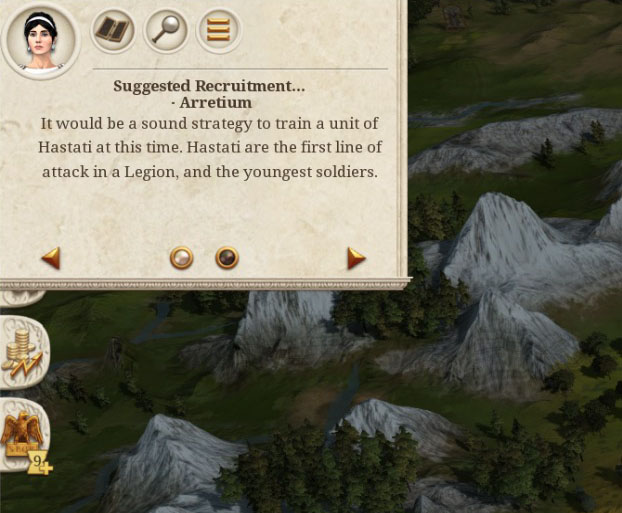 Suggested Recruitment...
- Arretium
It would be a sound strategy to train a unit of
Hastati at this time. Hastati are the first line of
attack in a Legion, and the youngest soldiers.
9+